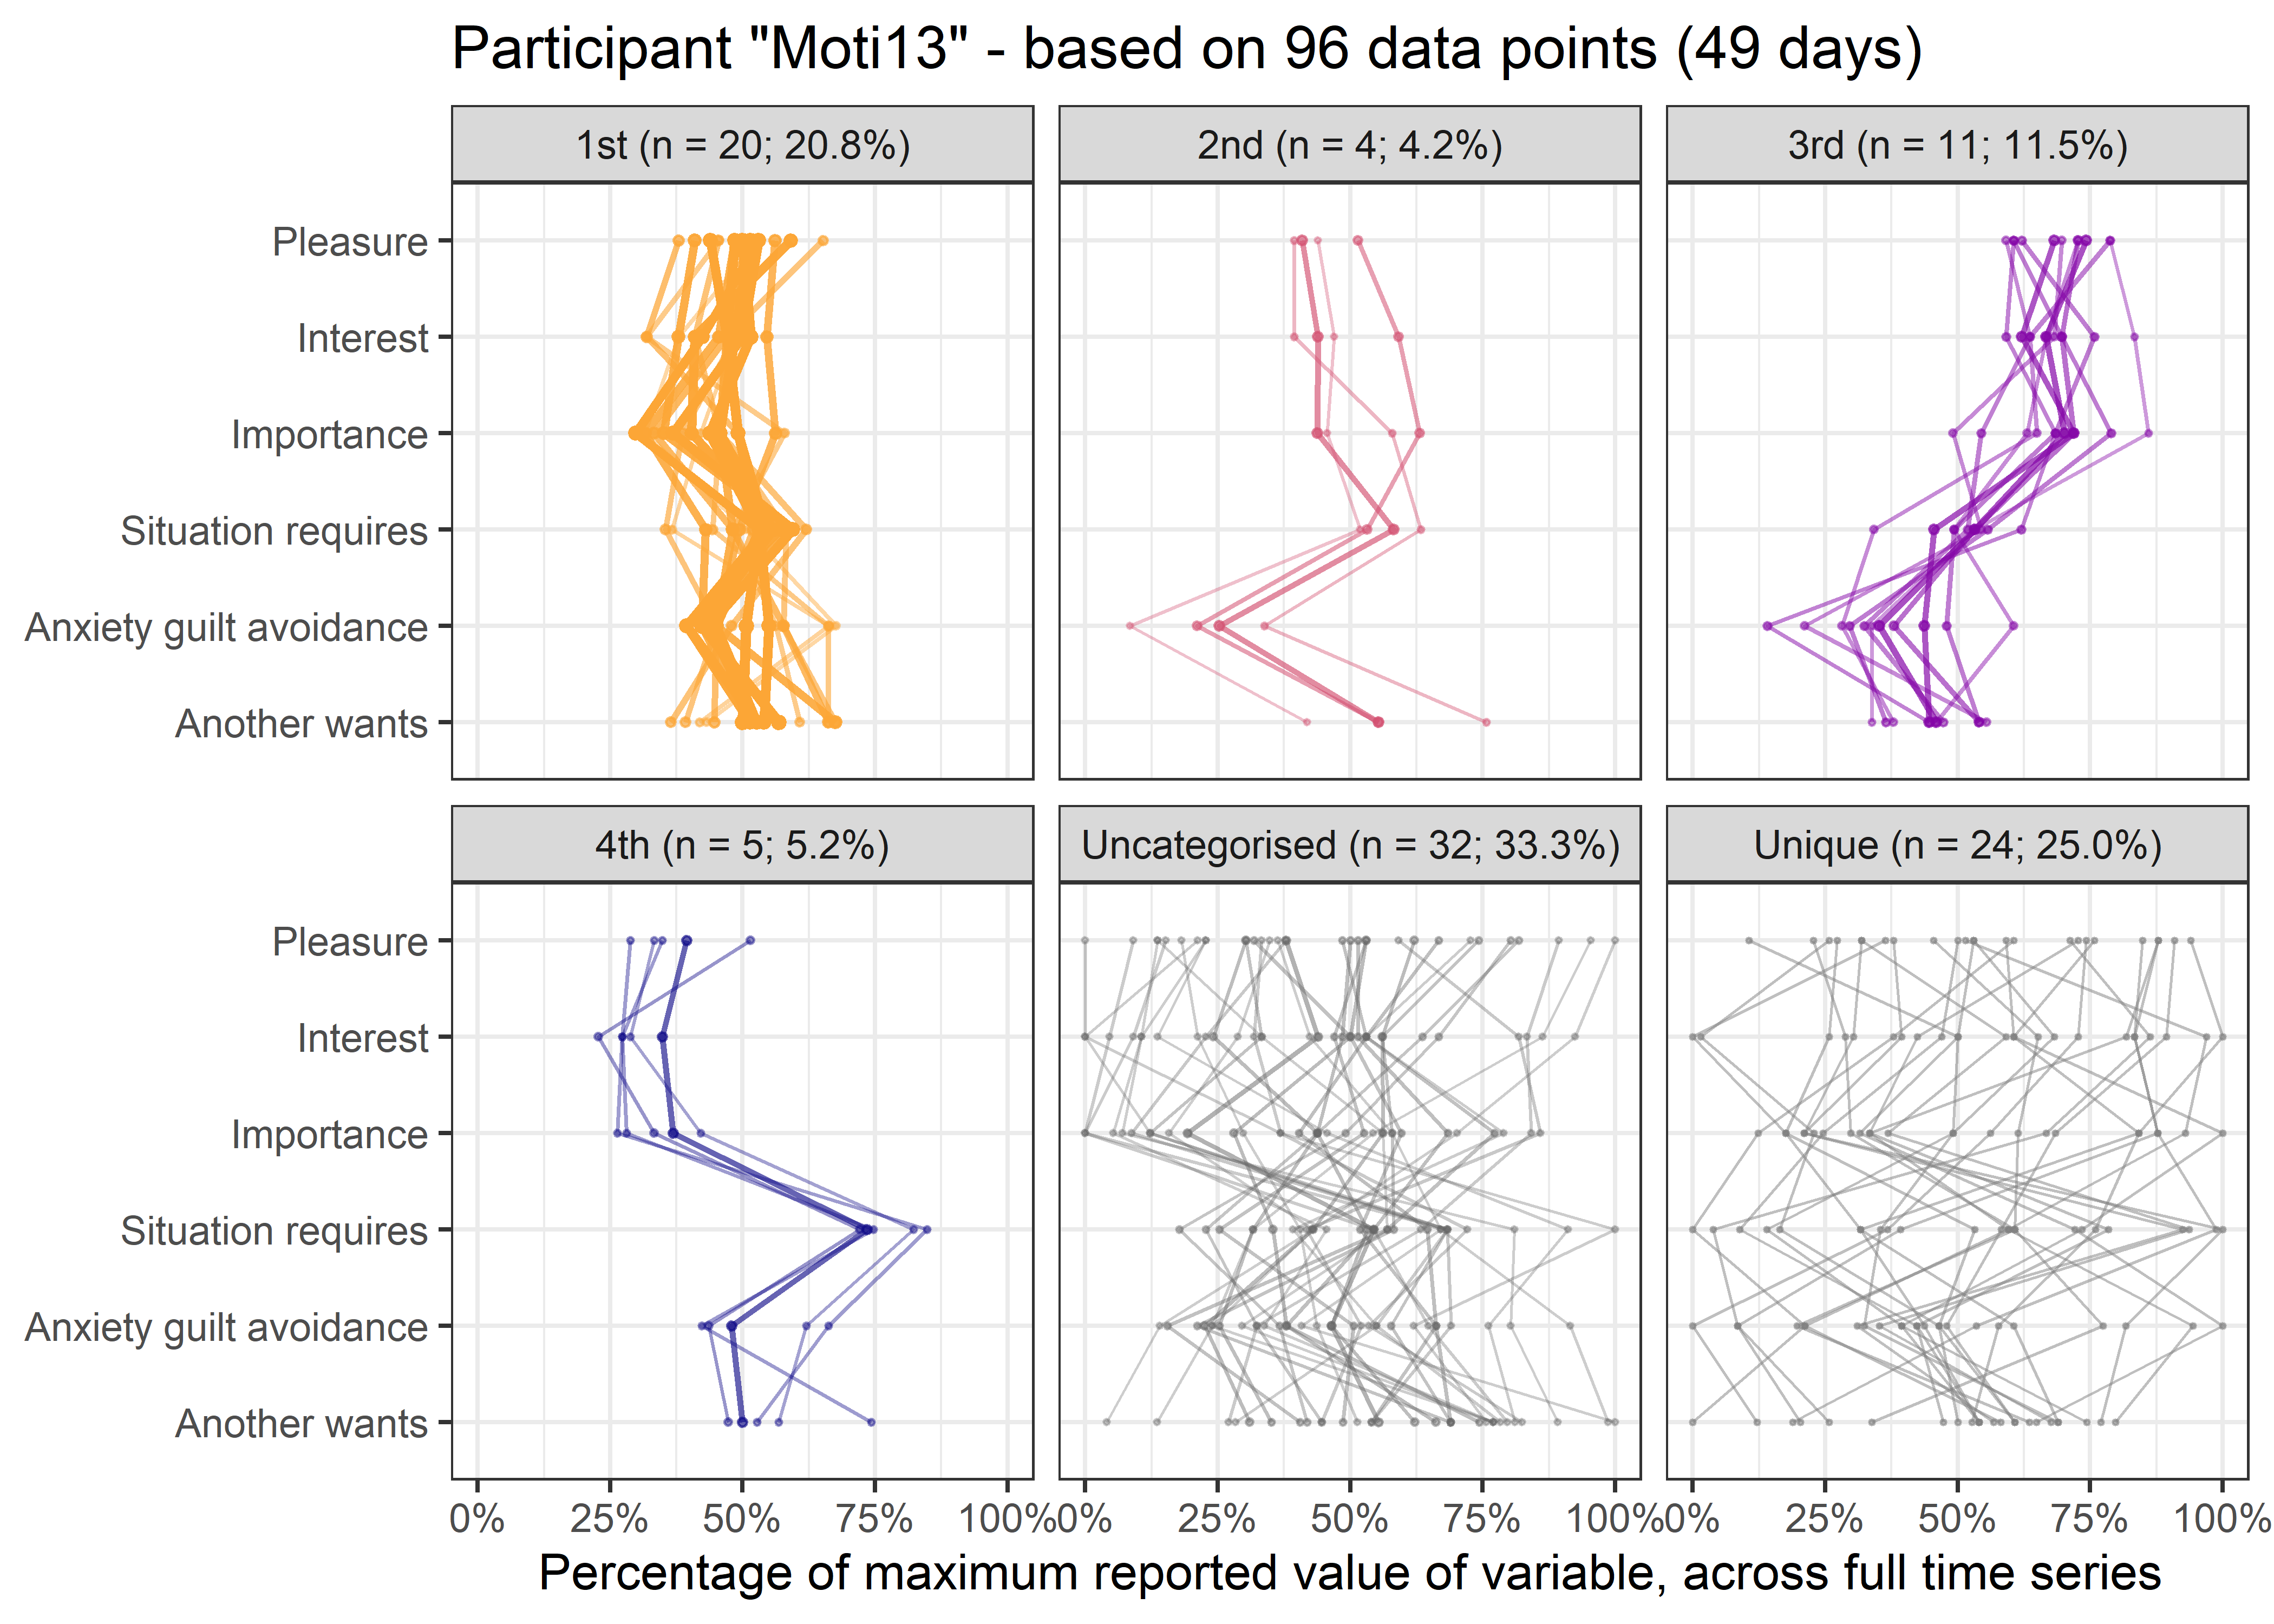 Participant "Moti13" - based on 96 data points (49 days)
1st (n = 20; 20.8%)
2nd (n = 4; 4.2%)
3rd (n = 11; 11.5%)
Pleasure
Interest
Importance
Situation requires
Anxiety guilt avoidance
Another wants
4th (n = 5; 5.2%)
Uncategorised (n = 32; 33.3%)
Unique (n = 24; 25.0%)
Pleasure
Interest
Importance
Situation requires
Anxiety guilt avoidance
Another wants
0% 25% 50% 75% 100%
0% 25% 50% 75% 100%
0% 25% 50% 75% 100%
Percentage of maximum reported value of variable, across full time series